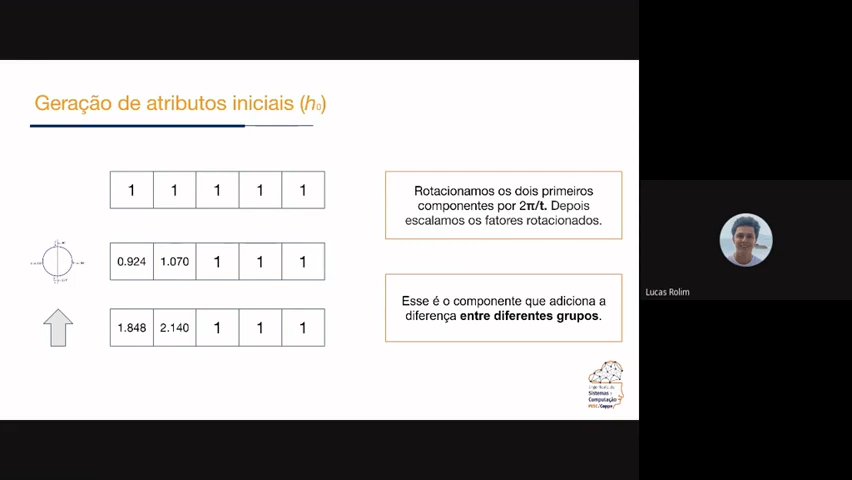 Geração de atributos iniciais (h₀)
1 1 1 1 1
Rotacionamos os dois primeiros
componentes por 2π/t. Depois
escalamos os fatores rotacionados.
0.924 1.070 1 1 1
Esse é o componente que adiciona a
diferença entre diferentes grupos.
1.848 2.140 1 1 1
Sistemas e
Computação
Lucas Rolim